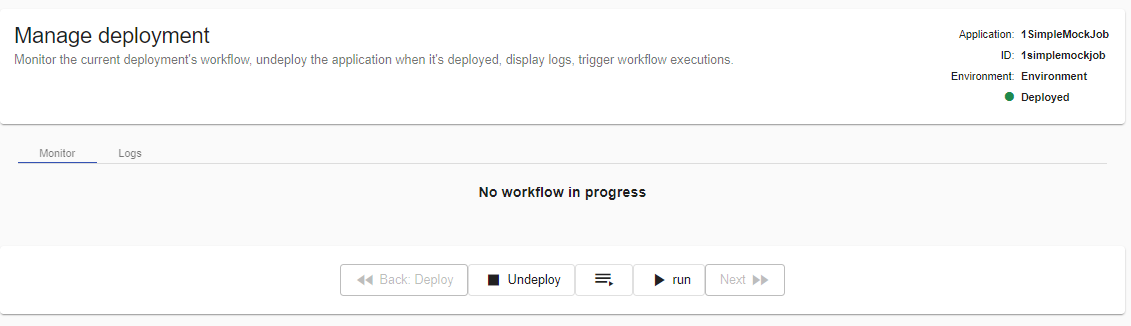 Manage deployment
Monitor the current deployment's workflow, undeploy the application when it's deployed, display logs, trigger workflow executions.
Application: 1SimpleMockJob
ID: 1simplemockjob
Environment: Environment
Deployed
Monitor Logs
No workflow in progress
Back: Deploy Undeploy run Next